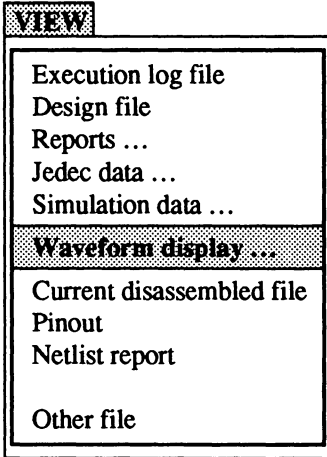 VIEW
Execution log file
Design file
Reports ...
Jedec data ...
Simulation data ...
Waveform display ...
Current disassembled file
Pinout
Netlist report
Other file